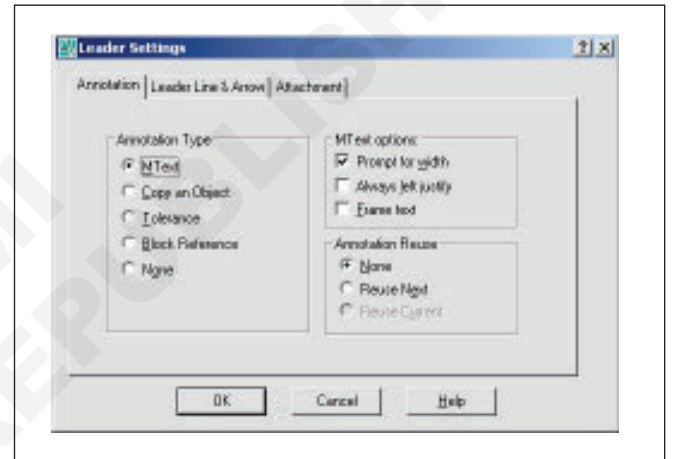 Leader Settings
Annotation
Leader Line & Arrow
Attachment
Annotation Type
MText
Copy an Object
Tolerance
Block Reference
None
MText options:
Prompt for width
Always left justify
Frame text
Annotation Reuse
None
Reuse Next
Reuse Current
OK
Cancel
Help
REPUBLISH